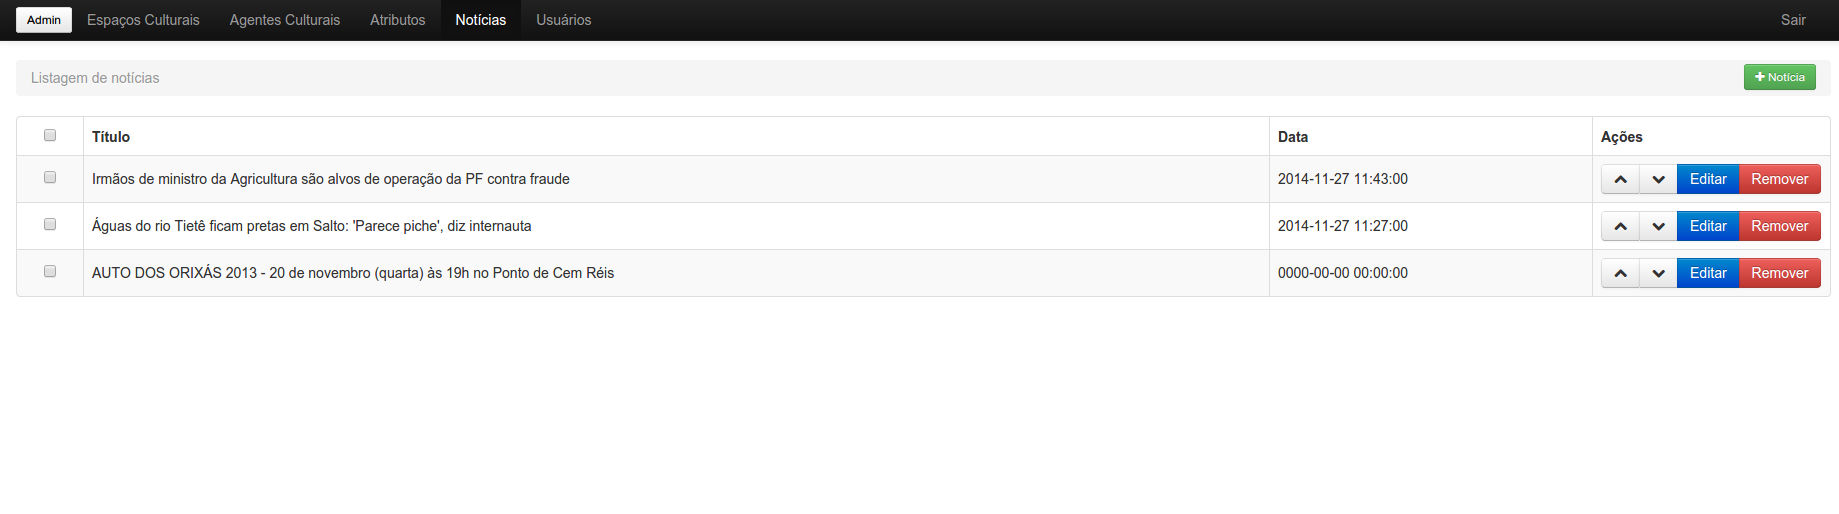 Admin Espaços Culturais Agentes Culturais Atributos Notícias Usuários Sair
Listagem de notícias Notícia
Título Data Ações
Irmãos de ministro da Agricultura são alvos de operação da PF contra fraude 2014-11-27 11:43:00 Editar Remover
Águas do rio Tietê ficam pretas em Salto: 'Parece piche', diz internauta 2014-11-27 11:27:00 Editar Remover
AUTO DOS ORIXÁS 2013 - 20 de novembro (quarta) às 19h no Ponto de Cem Réis 0000-00-00 00:00:00 Editar Remover